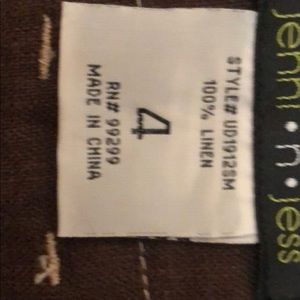 jenni • n • jess
STYLE# UD1912SM
100% LINEN
4
RN# 99299
MADE IN CHINA